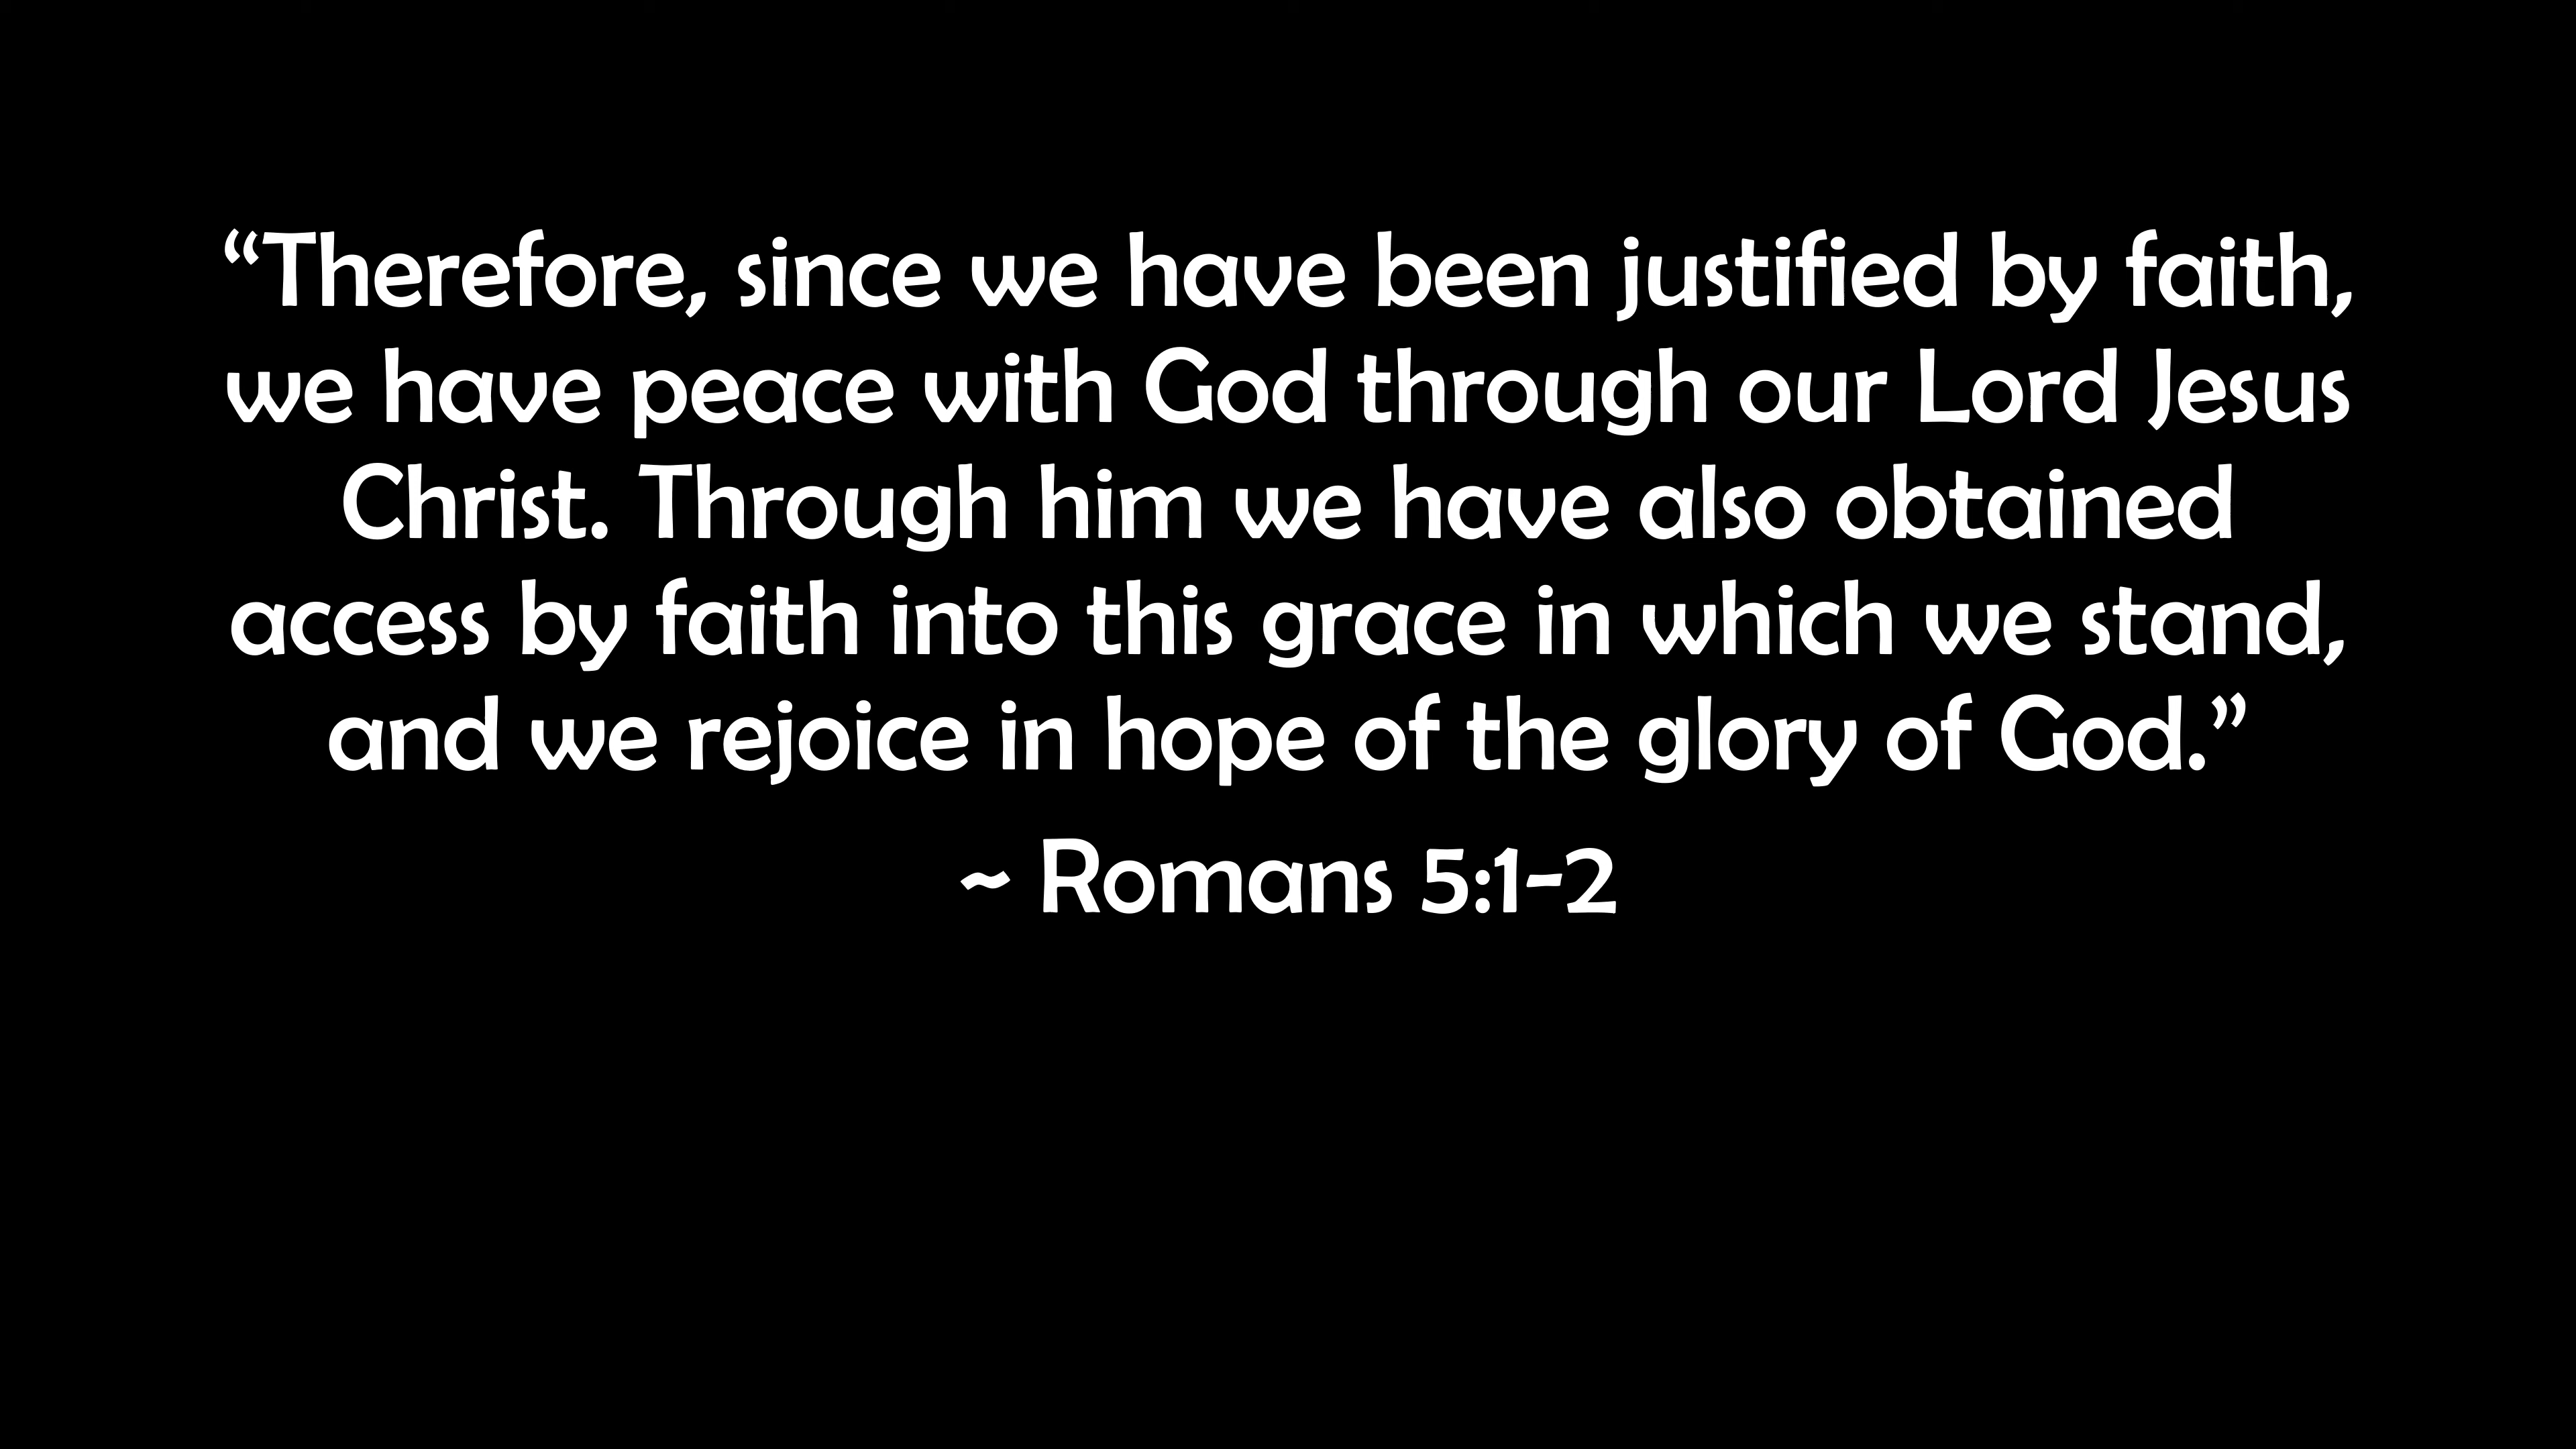 “Therefore, since we have been justified by faith,
we have peace with God through our Lord Jesus
Christ. Through him we have also obtained
access by faith into this grace in which we stand,
and we rejoice in hope of the glory of God.”
~ Romans 5:1-2